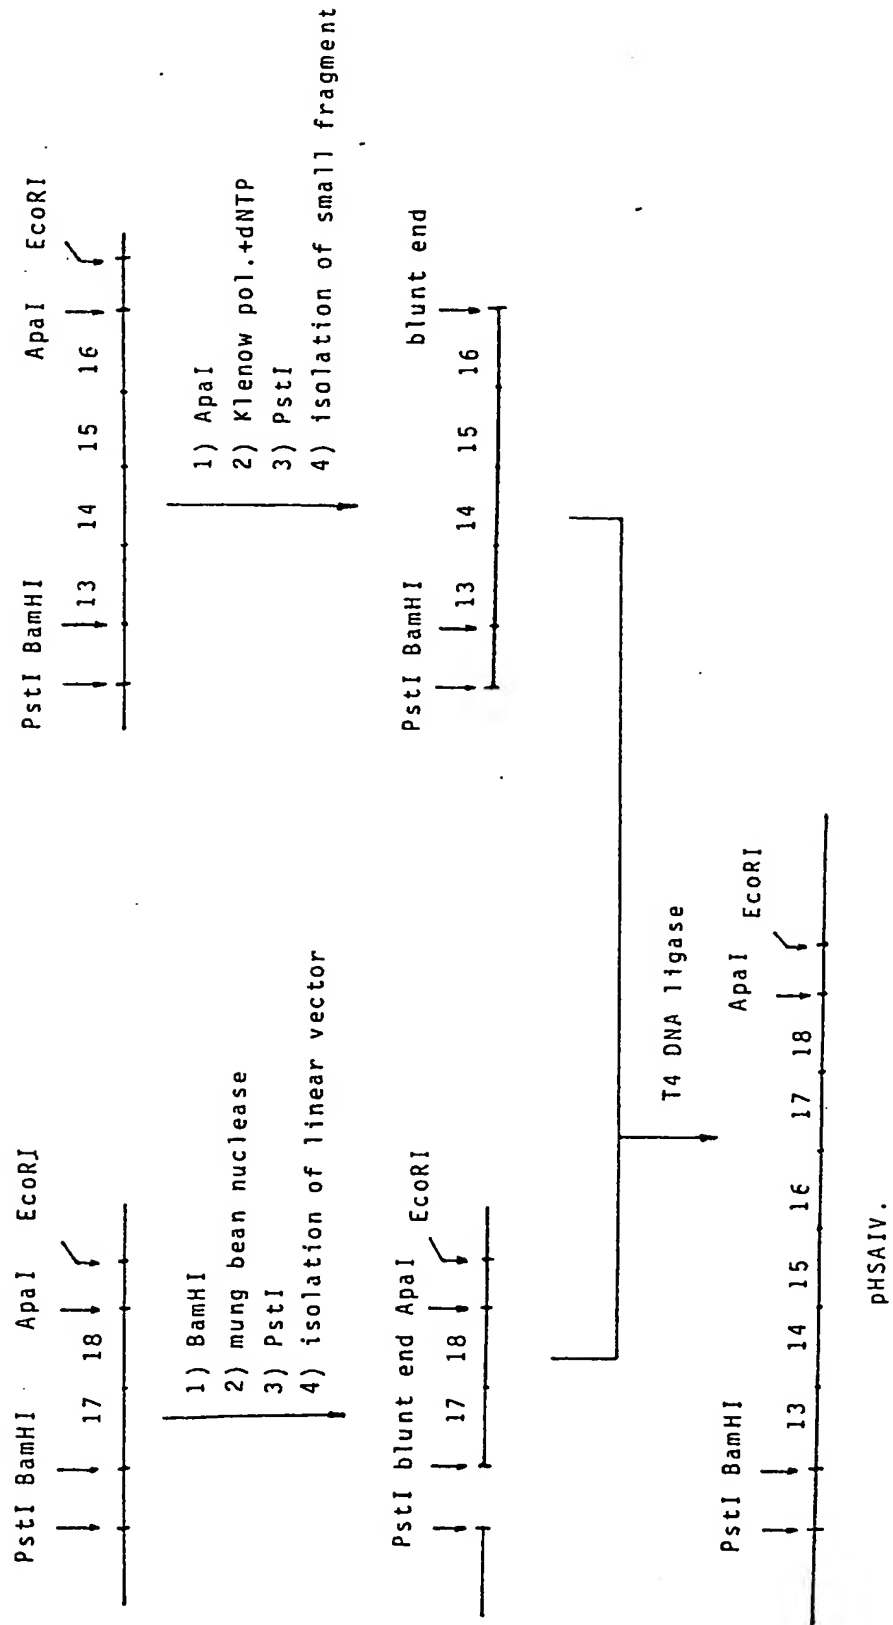 PstI BamHI ApaI EcoRI
17 18
1) BamHI
2) mung bean nuclease
3) PstI
4) isolation of linear vector
PstI blunt end ApaI EcoRI
17 18
PstI BamHI ApaI EcoRI
13 14 15 16
1) ApaI
2) Klenow pol.+dNTP
3) PstI
4) isolation of small fragment
PstI BamHI blunt end
13 14 15 16
T4 DNA ligase
PstI BamHI ApaI EcoRI
13 14 15 16 17 18
pHSAIV.